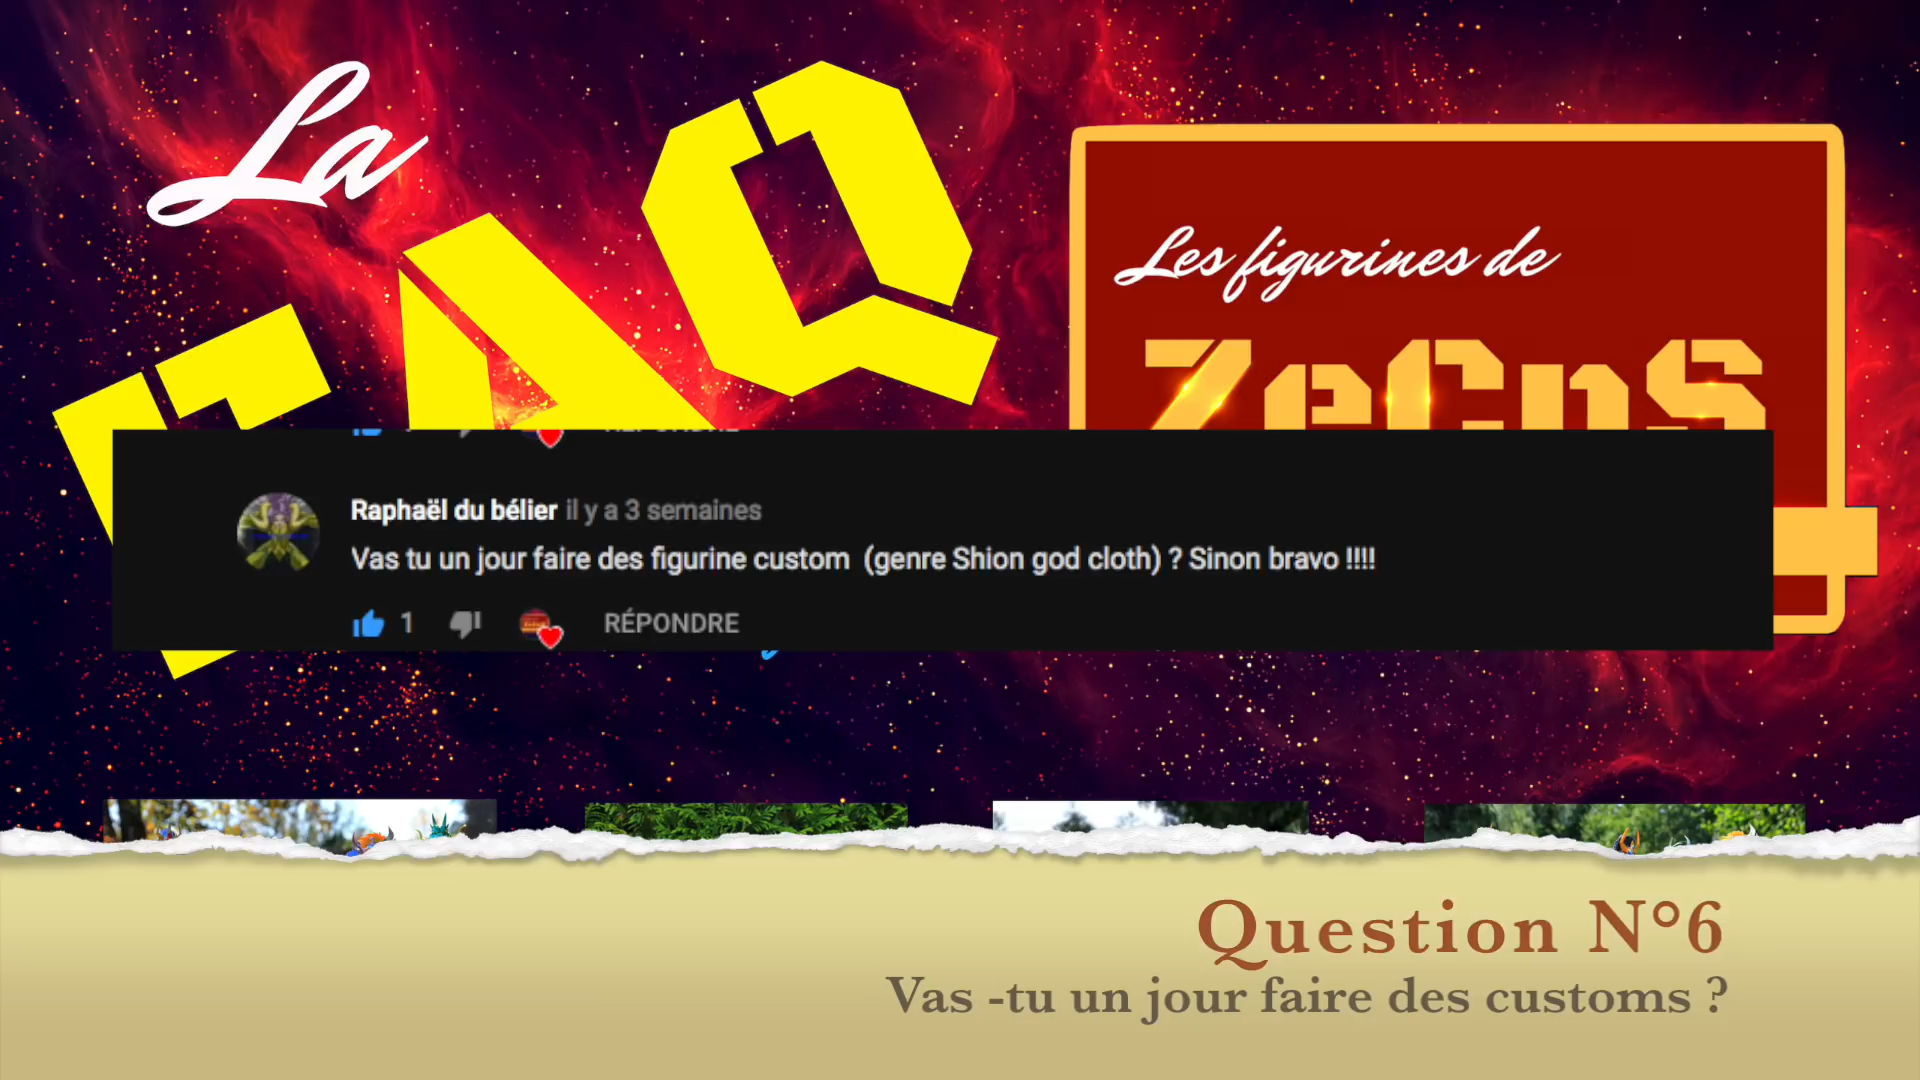 La
FAQ
Les figurines de
ZeCnS
Raphaël du bélier il y a 3 semaines
Vas tu un jour faire des figurine custom (genre Shion god cloth) ? Sinon bravo !!!!
1 RÉPONDRE
Question N°6
Vas -tu un jour faire des customs ?